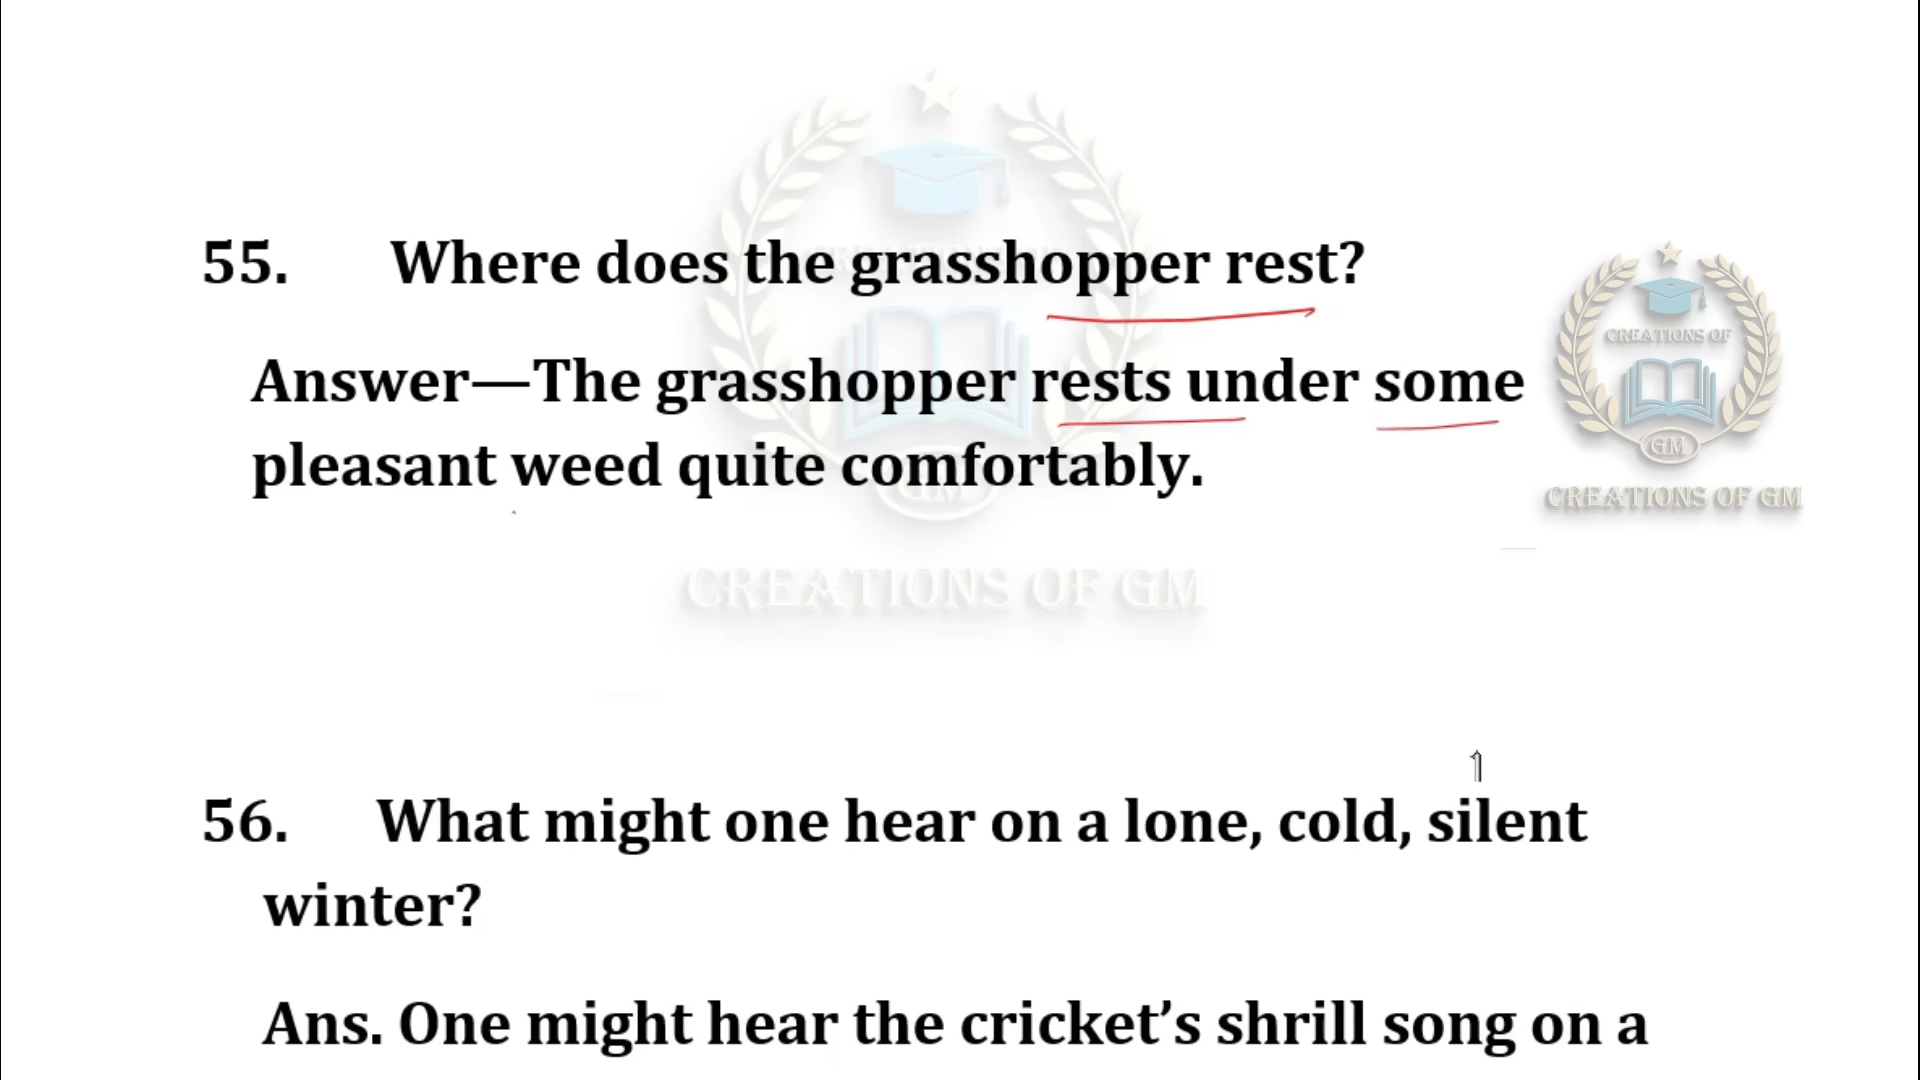 55. Where does the grasshopper rest?
Answer—The grasshopper rests under some
pleasant weed quite comfortably.
CREATIONS OF
GM
CREATIONS OF GM
GM
CREATIONS OF GM
56. What might one hear on a lone, cold, silent
winter?
Ans. One might hear the cricket’s shrill song on a